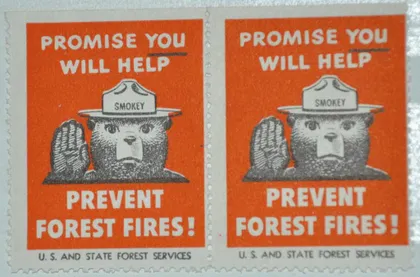 PROMISE YOU
WILL HELP
SMOKEY
PREVENT
FOREST FIRES!
U. S. AND STATE FOREST SERVICES
PROMISE YOU
WILL HELP
SMOKEY
PREVENT
FOREST FIRES!
U. S. AND STATE FOREST SERVICES